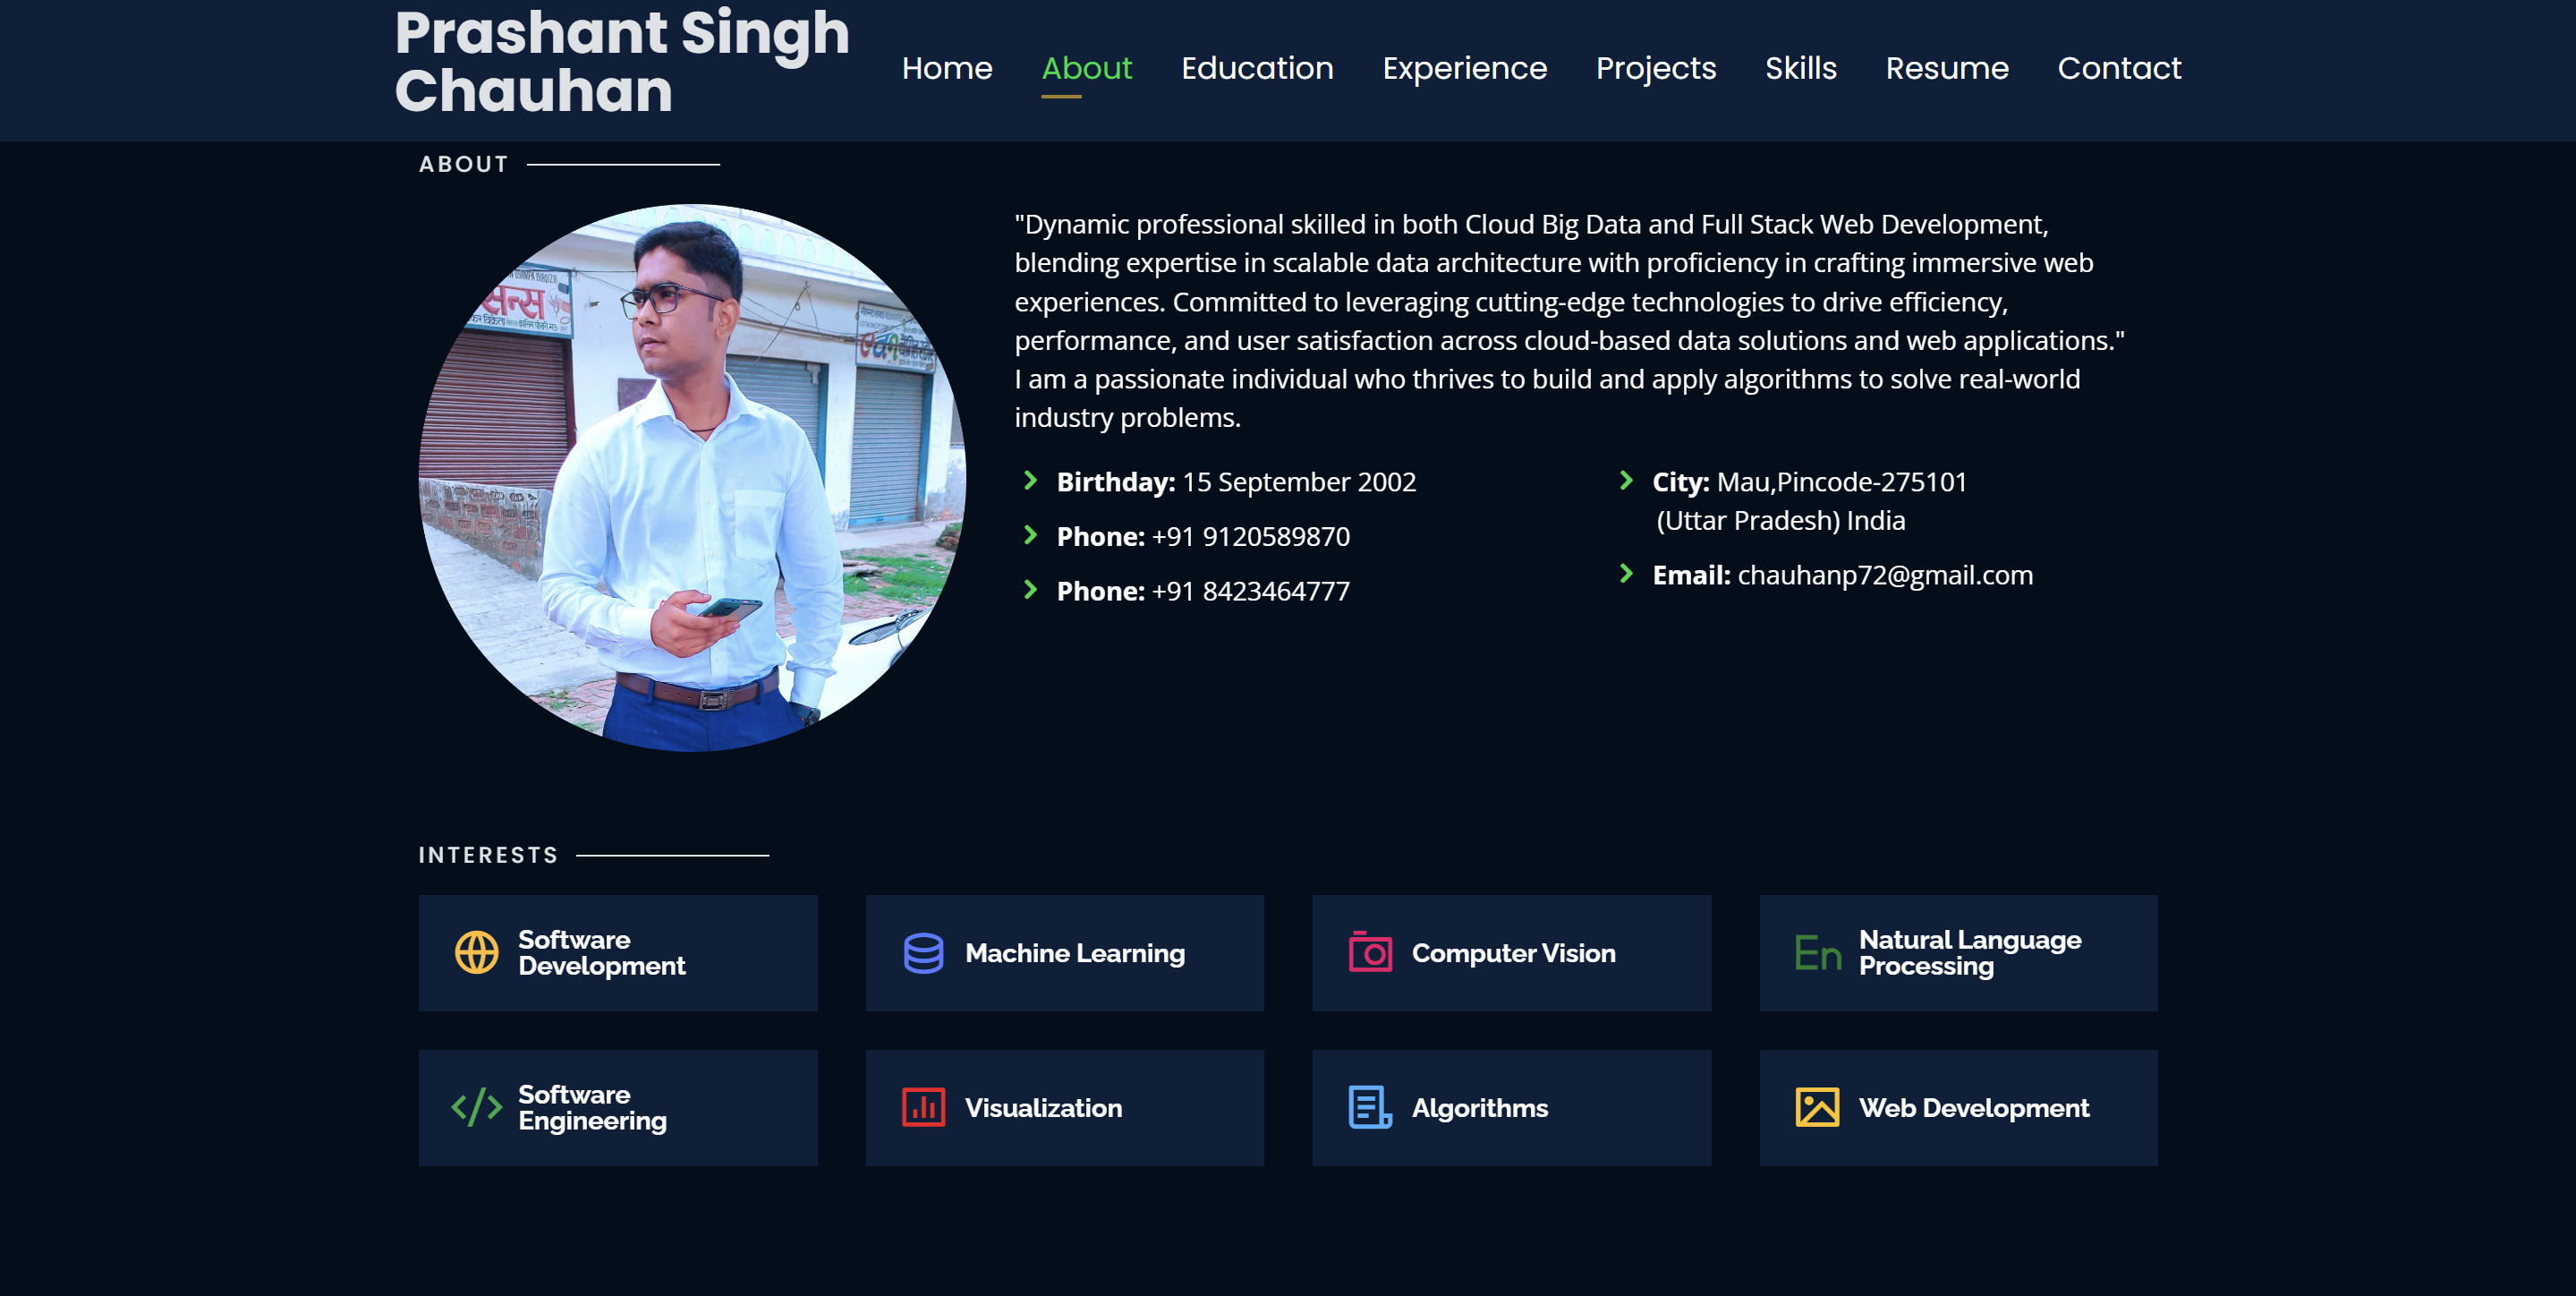 Prashant Singh
Chauhan
Home About Education Experience Projects Skills Resume Contact
ABOUT
सन्स
"Dynamic professional skilled in both Cloud Big Data and Full Stack Web Development,
blending expertise in scalable data architecture with proficiency in crafting immersive web
experiences. Committed to leveraging cutting-edge technologies to drive efficiency,
performance, and user satisfaction across cloud-based data solutions and web applications."
I am a passionate individual who thrives to build and apply algorithms to solve real-world
industry problems.
Birthday: 15 September 2002
Phone: +91 9120589870
Phone: +91 8423464777
City: Mau,Pincode-275101
(Uttar Pradesh) India
Email: chauhanp72@gmail.com
INTERESTS
Software
Development
Machine Learning
Computer Vision
En
Natural Language
Processing
</>
Software
Engineering
Visualization
Algorithms
Web Development